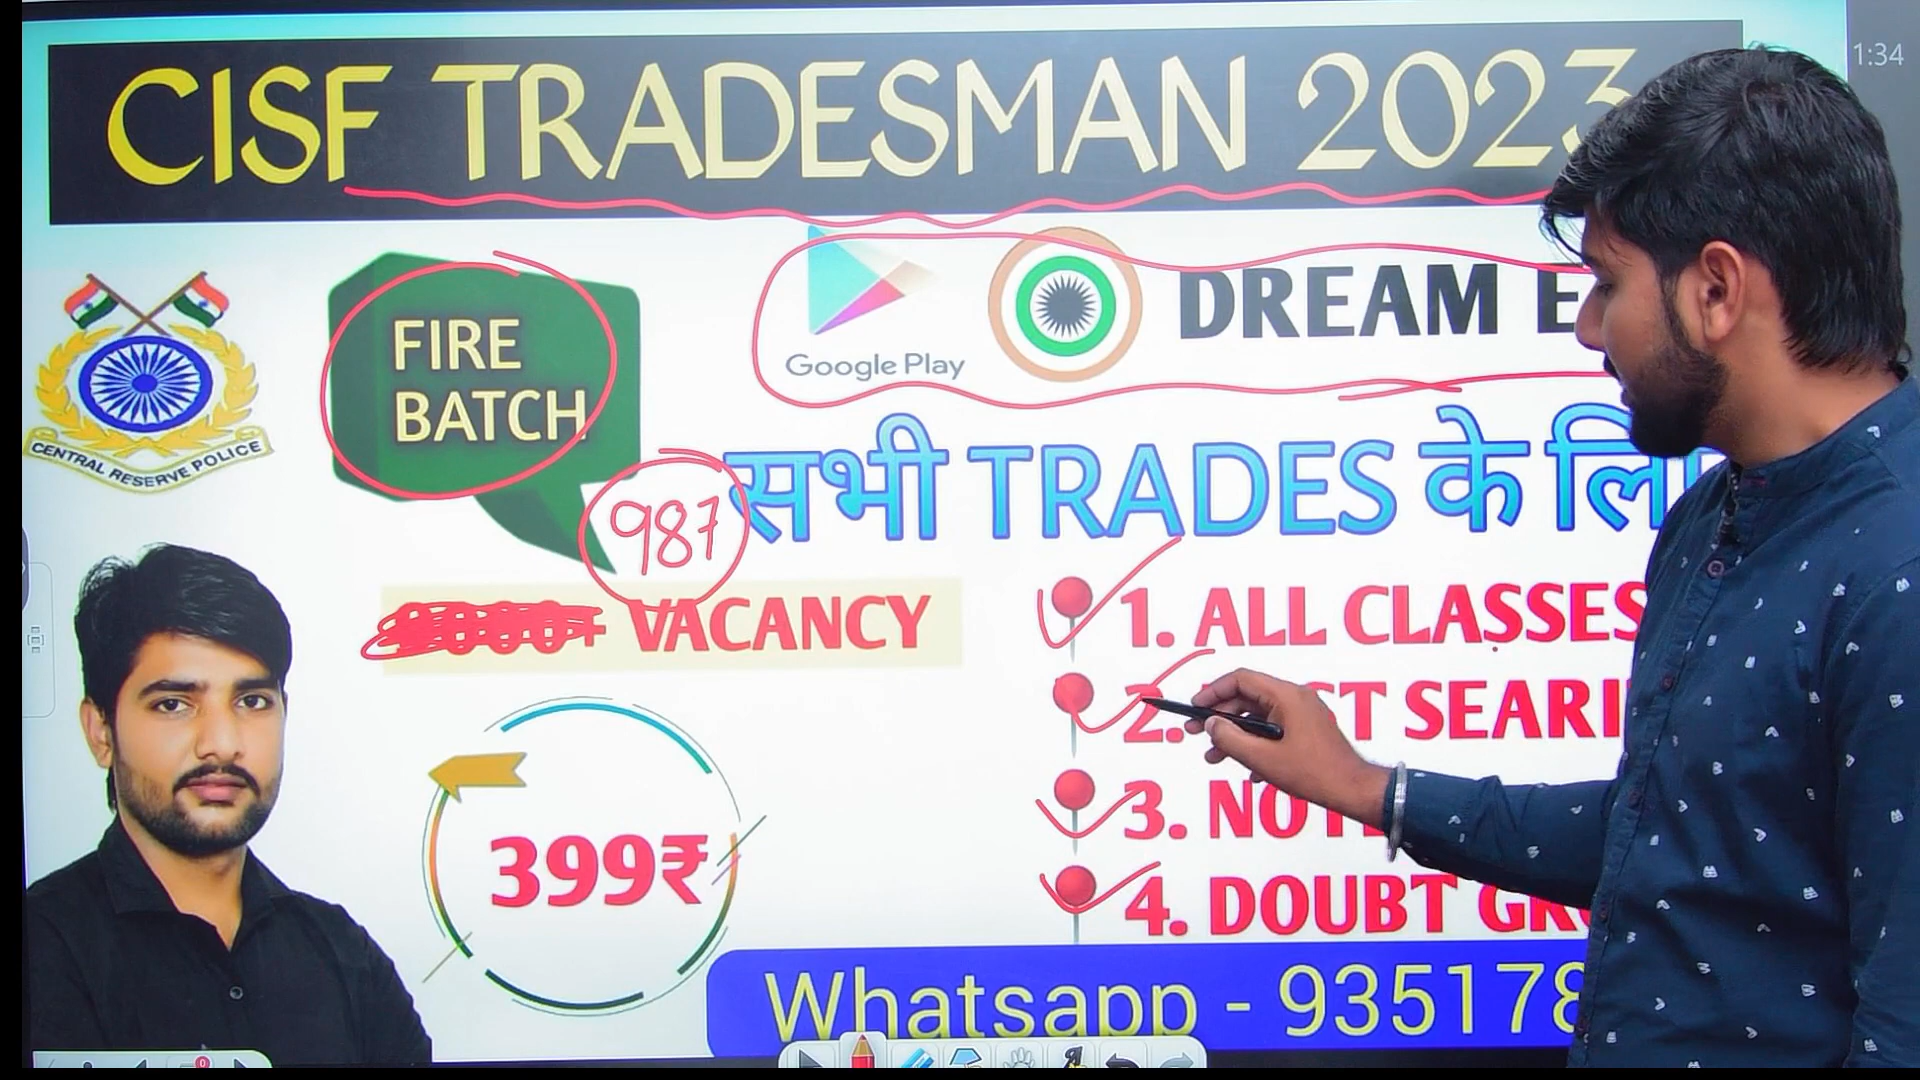 CISF TRADESMAN 2023
1:34
FIRE
BATCH
Google Play
DREAM
CENTRAL RESERVE POLICE
सभी TRADES के
987
VACANCY
1. ALL CLASSES
2. SEARI
3.
4. DOUBT
399₹
Whatsapp - 935178